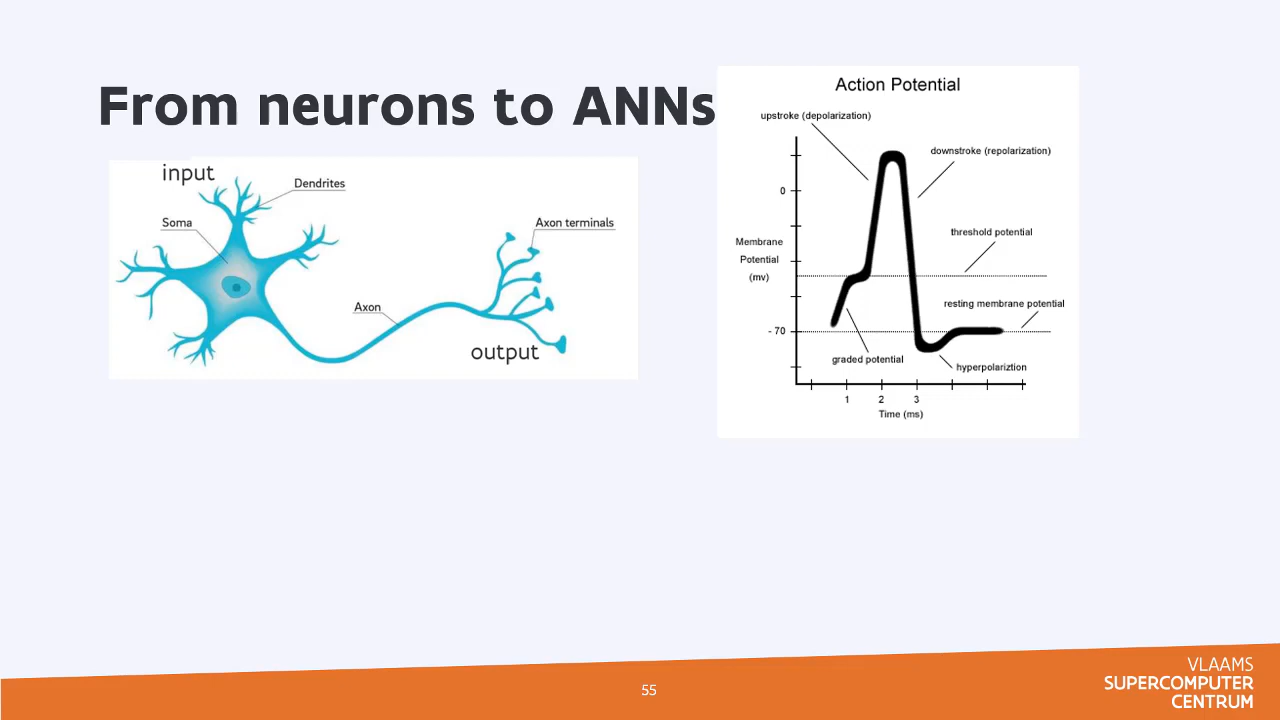 From neurons to ANNs
input
Dendrites
Soma
Axon terminals
Axon
output
Action Potential
upstroke (depolarization)
downstroke (repolarization)
0
threshold potential
Membrane
Potential
(mv)
resting membrane potential
- 70
graded potential
hyperpolariztion
1 2 3
Time (ms)
55
VLAAMS
SUPERCOMPUTER
CENTRUM